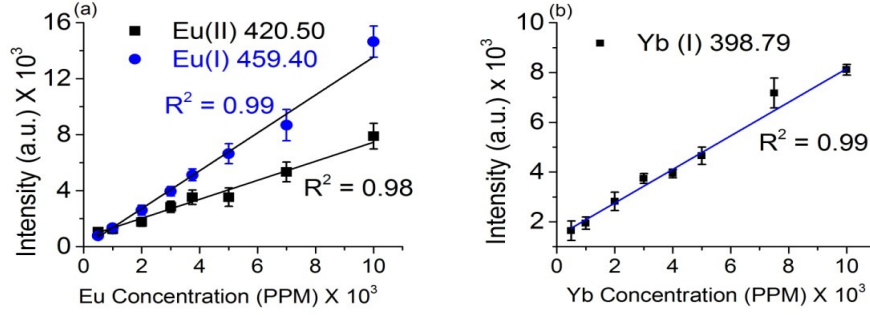 (a)
Eu(II) 420.50
Eu(I) 459.40
R² = 0.99
R² = 0.98
Intensity (a.u.) X 10³
16
12
8
4
0
0 2 4 6 8 10
Eu Concentration (PPM) X 10³
(b)
Yb (I) 398.79
R² = 0.99
Intensity (a.u.) X 10³
10
8
6
4
2
0 2 4 6 8 10
Yb Concentration (PPM) X 10³